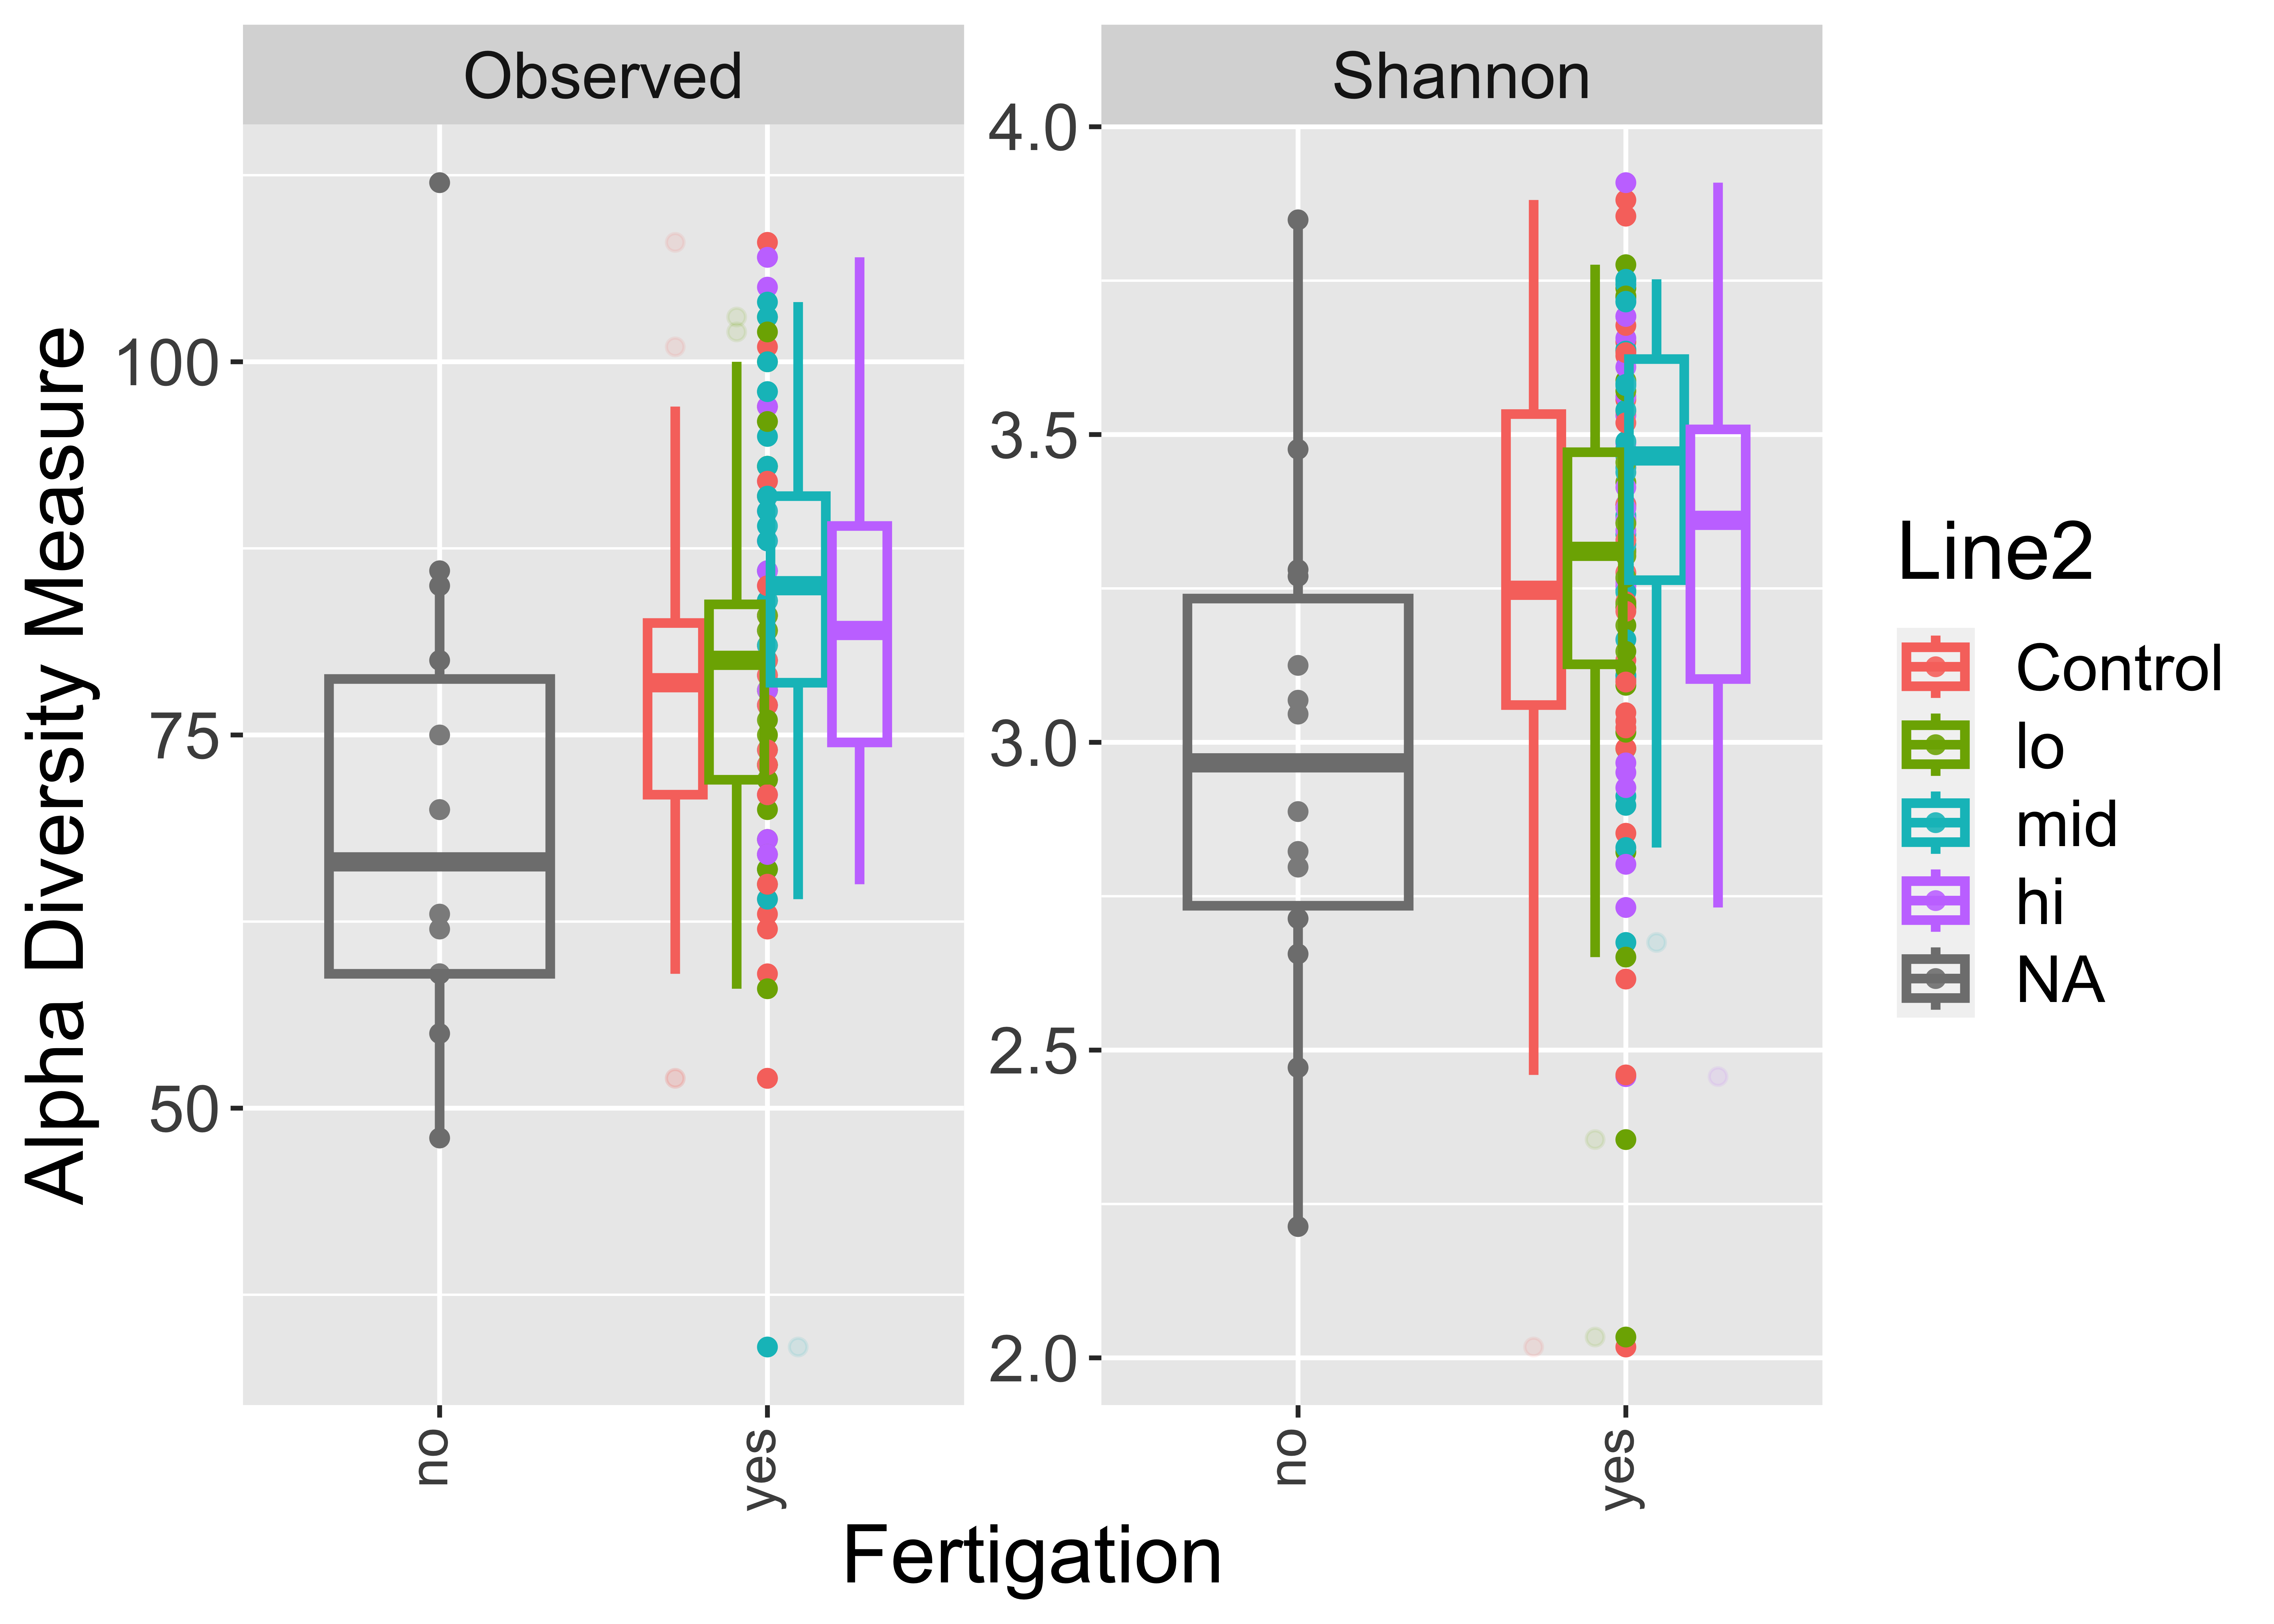 Observed
Shannon
Alpha Diversity Measure
100
75
50
4.0
3.5
3.0
2.5
2.0
no
yes
no
yes
Fertigation
Line2
Control
lo
mid
hi
NA